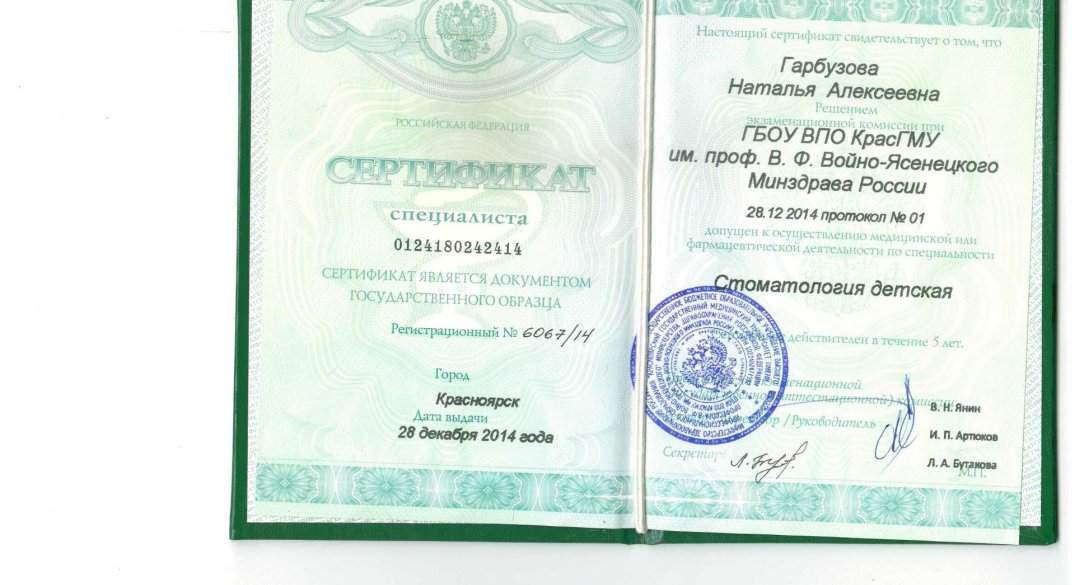 РОССИЙСКАЯ ФЕДЕРАЦИЯ
СЕРТИФИКАТ
специалиста
0124180242414
СЕРТИФИКАТ ЯВЛЯЕТСЯ ДОКУМЕНТОМ
ГОСУДАРСТВЕННОГО ОБРАЗЦА
Регистрационный № 6067/14
Город
Красноярск
Дата выдачи
28 декабря 2014 года
Настоящий сертификат свидетельствует о том, что
Гарбузова
Наталья Алексеевна
Решением
экзаменационной комиссии при
ГБОУ ВПО КрасГМУ
им. проф. В. Ф. Войно-Ясенецкого
Минздрава России
28.12 2014 протокол № 01
допущен к осуществлению медицинской или
фармацевтической деятельности по специальности
Стоматология детская
действителен в течение 5 лет.
/Руководитель
В. Н. Янин
И. П. Артюхов
Секретарь
Л. А. Бутакова
М.П.